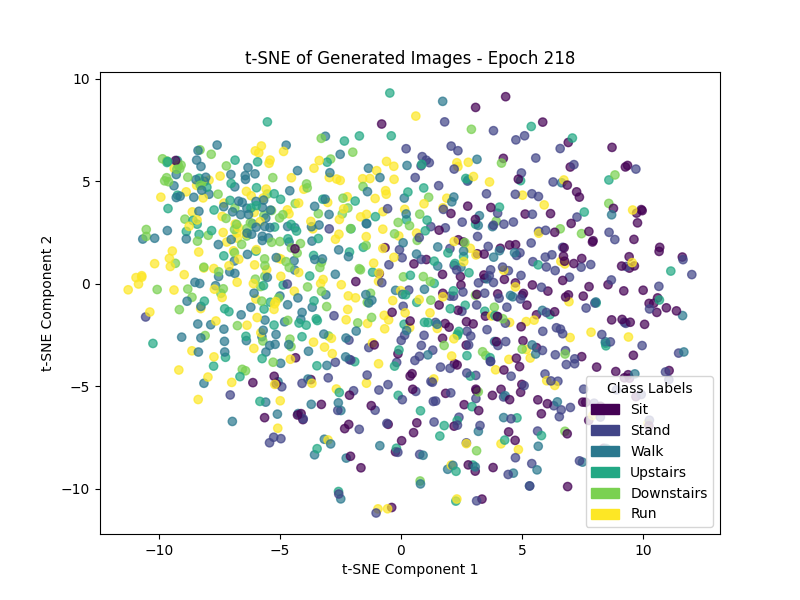 t-SNE of Generated Images - Epoch 218
10
5
0
−5
−10
t-SNE Component 2
−10
−5
0
5
10
t-SNE Component 1
Class Labels
Sit
Stand
Walk
Upstairs
Downstairs
Run